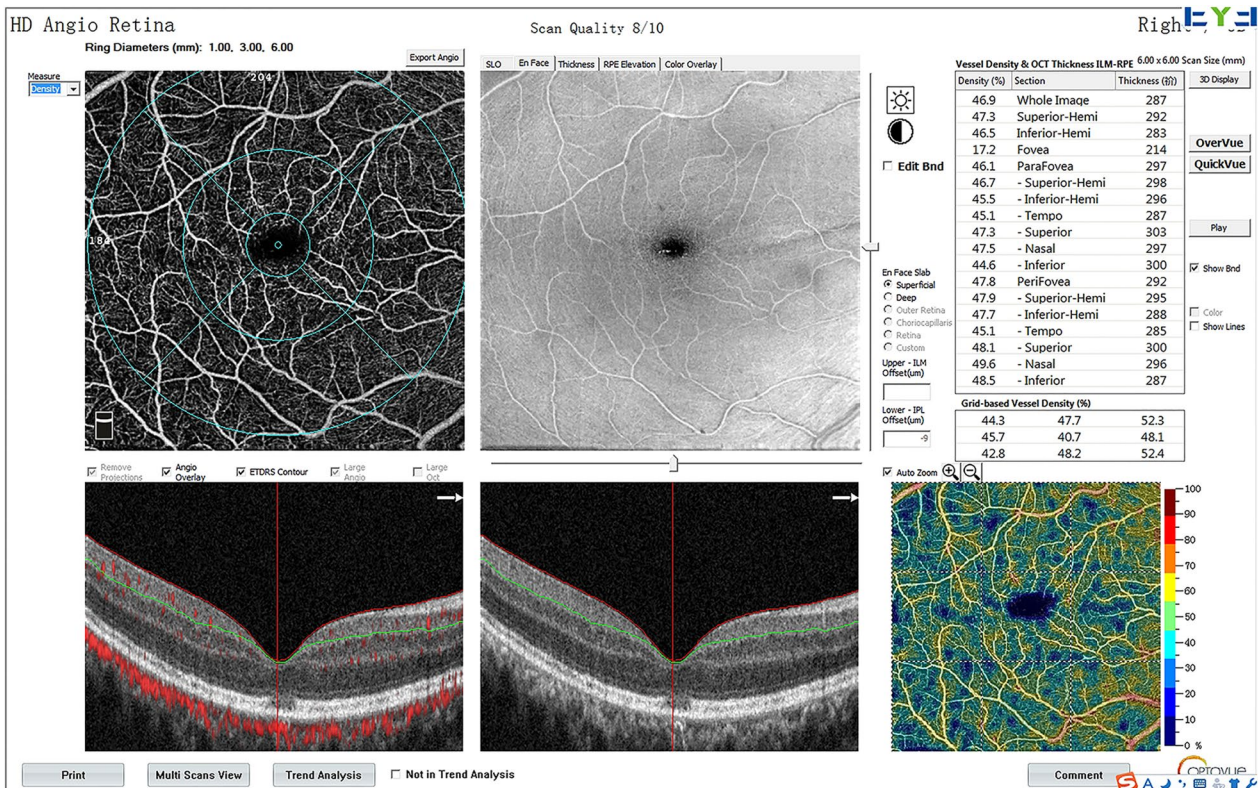 HD Angio Retina
Scan Quality 8/10
Ring Diameters (mm): 1.00, 3.00, 6.00
Export Angio
Measure
Density
204
184
SLO En Face Thickness RPE Elevation Color Overlay
Edit Bnd
En Face Slab
Superficial
Deep
Outer Retina
Choriocapillaris
Retina
Custom
Upper - ILM
Offset(um)
Lower - IPL
Offset(um)
-9
Vessel Density & OCT Thickness ILM-RPE 6.00 x 6.00 Scan Size (mm)
Density (%) Section Thickness (阶)
46.9 Whole Image 287
47.3 Superior-Hemi 292
46.5 Inferior-Hemi 283
17.2 Fovea 214
46.1 ParaFovea 297
46.7 - Superior-Hemi 298
45.5 - Inferior-Hemi 296
45.1 - Tempo 287
47.3 - Superior 303
47.5 - Nasal 297
44.6 - Inferior 300
47.8 PeriFovea 292
47.9 - Superior-Hemi 295
47.7 - Inferior-Hemi 288
45.1 - Tempo 285
48.1 - Superior 300
49.6 - Nasal 296
48.5 - Inferior 287
Grid-based Vessel Density (%)
44.3 47.7 52.3
45.7 40.7 48.1
42.8 48.2 52.4
3D Display
OverVue
QuickVue
Play
Show Bnd
Color
Show Lines
Remove Projections
Angio Overlay
ETDRS Contour
Large Angio
Large Oct
Auto Zoom
100
90
80
70
60
50
40
30
20
10
0 %
Print
Multi Scans View
Trend Analysis
Not in Trend Analysis
Comment
OPTOVUE